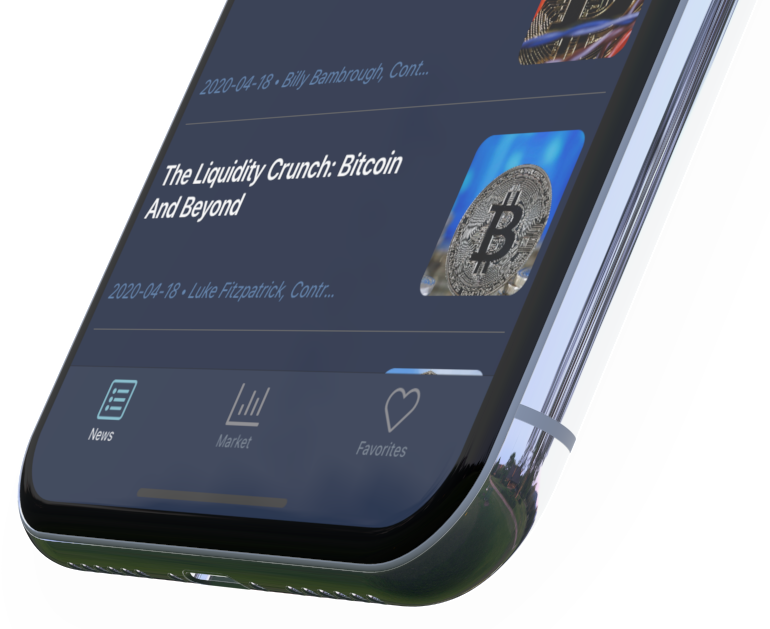 2020-04-18 • Billy Bambrough, Cont...
The Liquidity Crunch: Bitcoin
And Beyond
2020-04-18 • Luke Fitzpatrick, Contr...
News
Market
Favorites